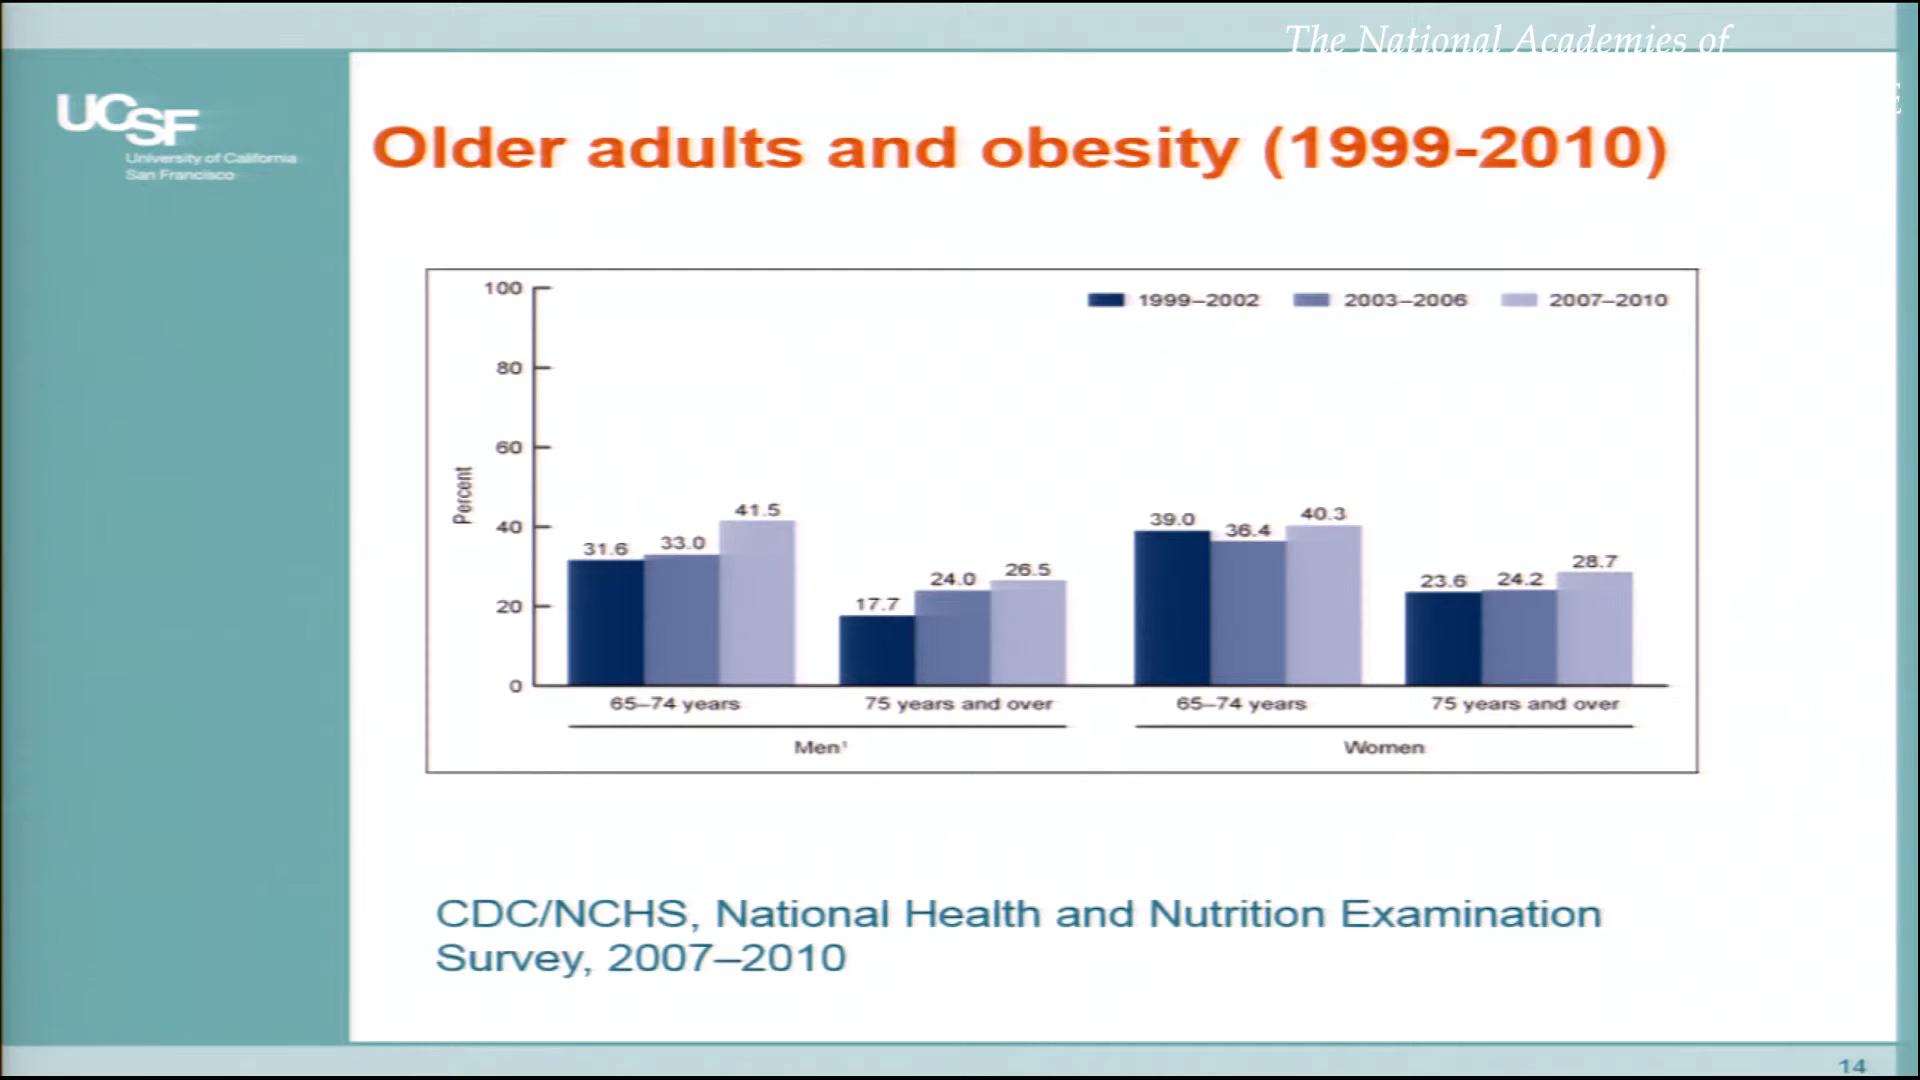 The National Academies of
E
UCSF
University of California
San Francisco
Older adults and obesity (1999-2010)
100
80
60
40
20
0
Percent
1999–2002 2003–2006 2007–2010
31.6 33.0 41.5
17.7 24.0 26.5
39.0 36.4 40.3
23.6 24.2 28.7
65–74 years 75 years and over 65–74 years 75 years and over
Men¹ Women
CDC/NCHS, National Health and Nutrition Examination
Survey, 2007–2010
14